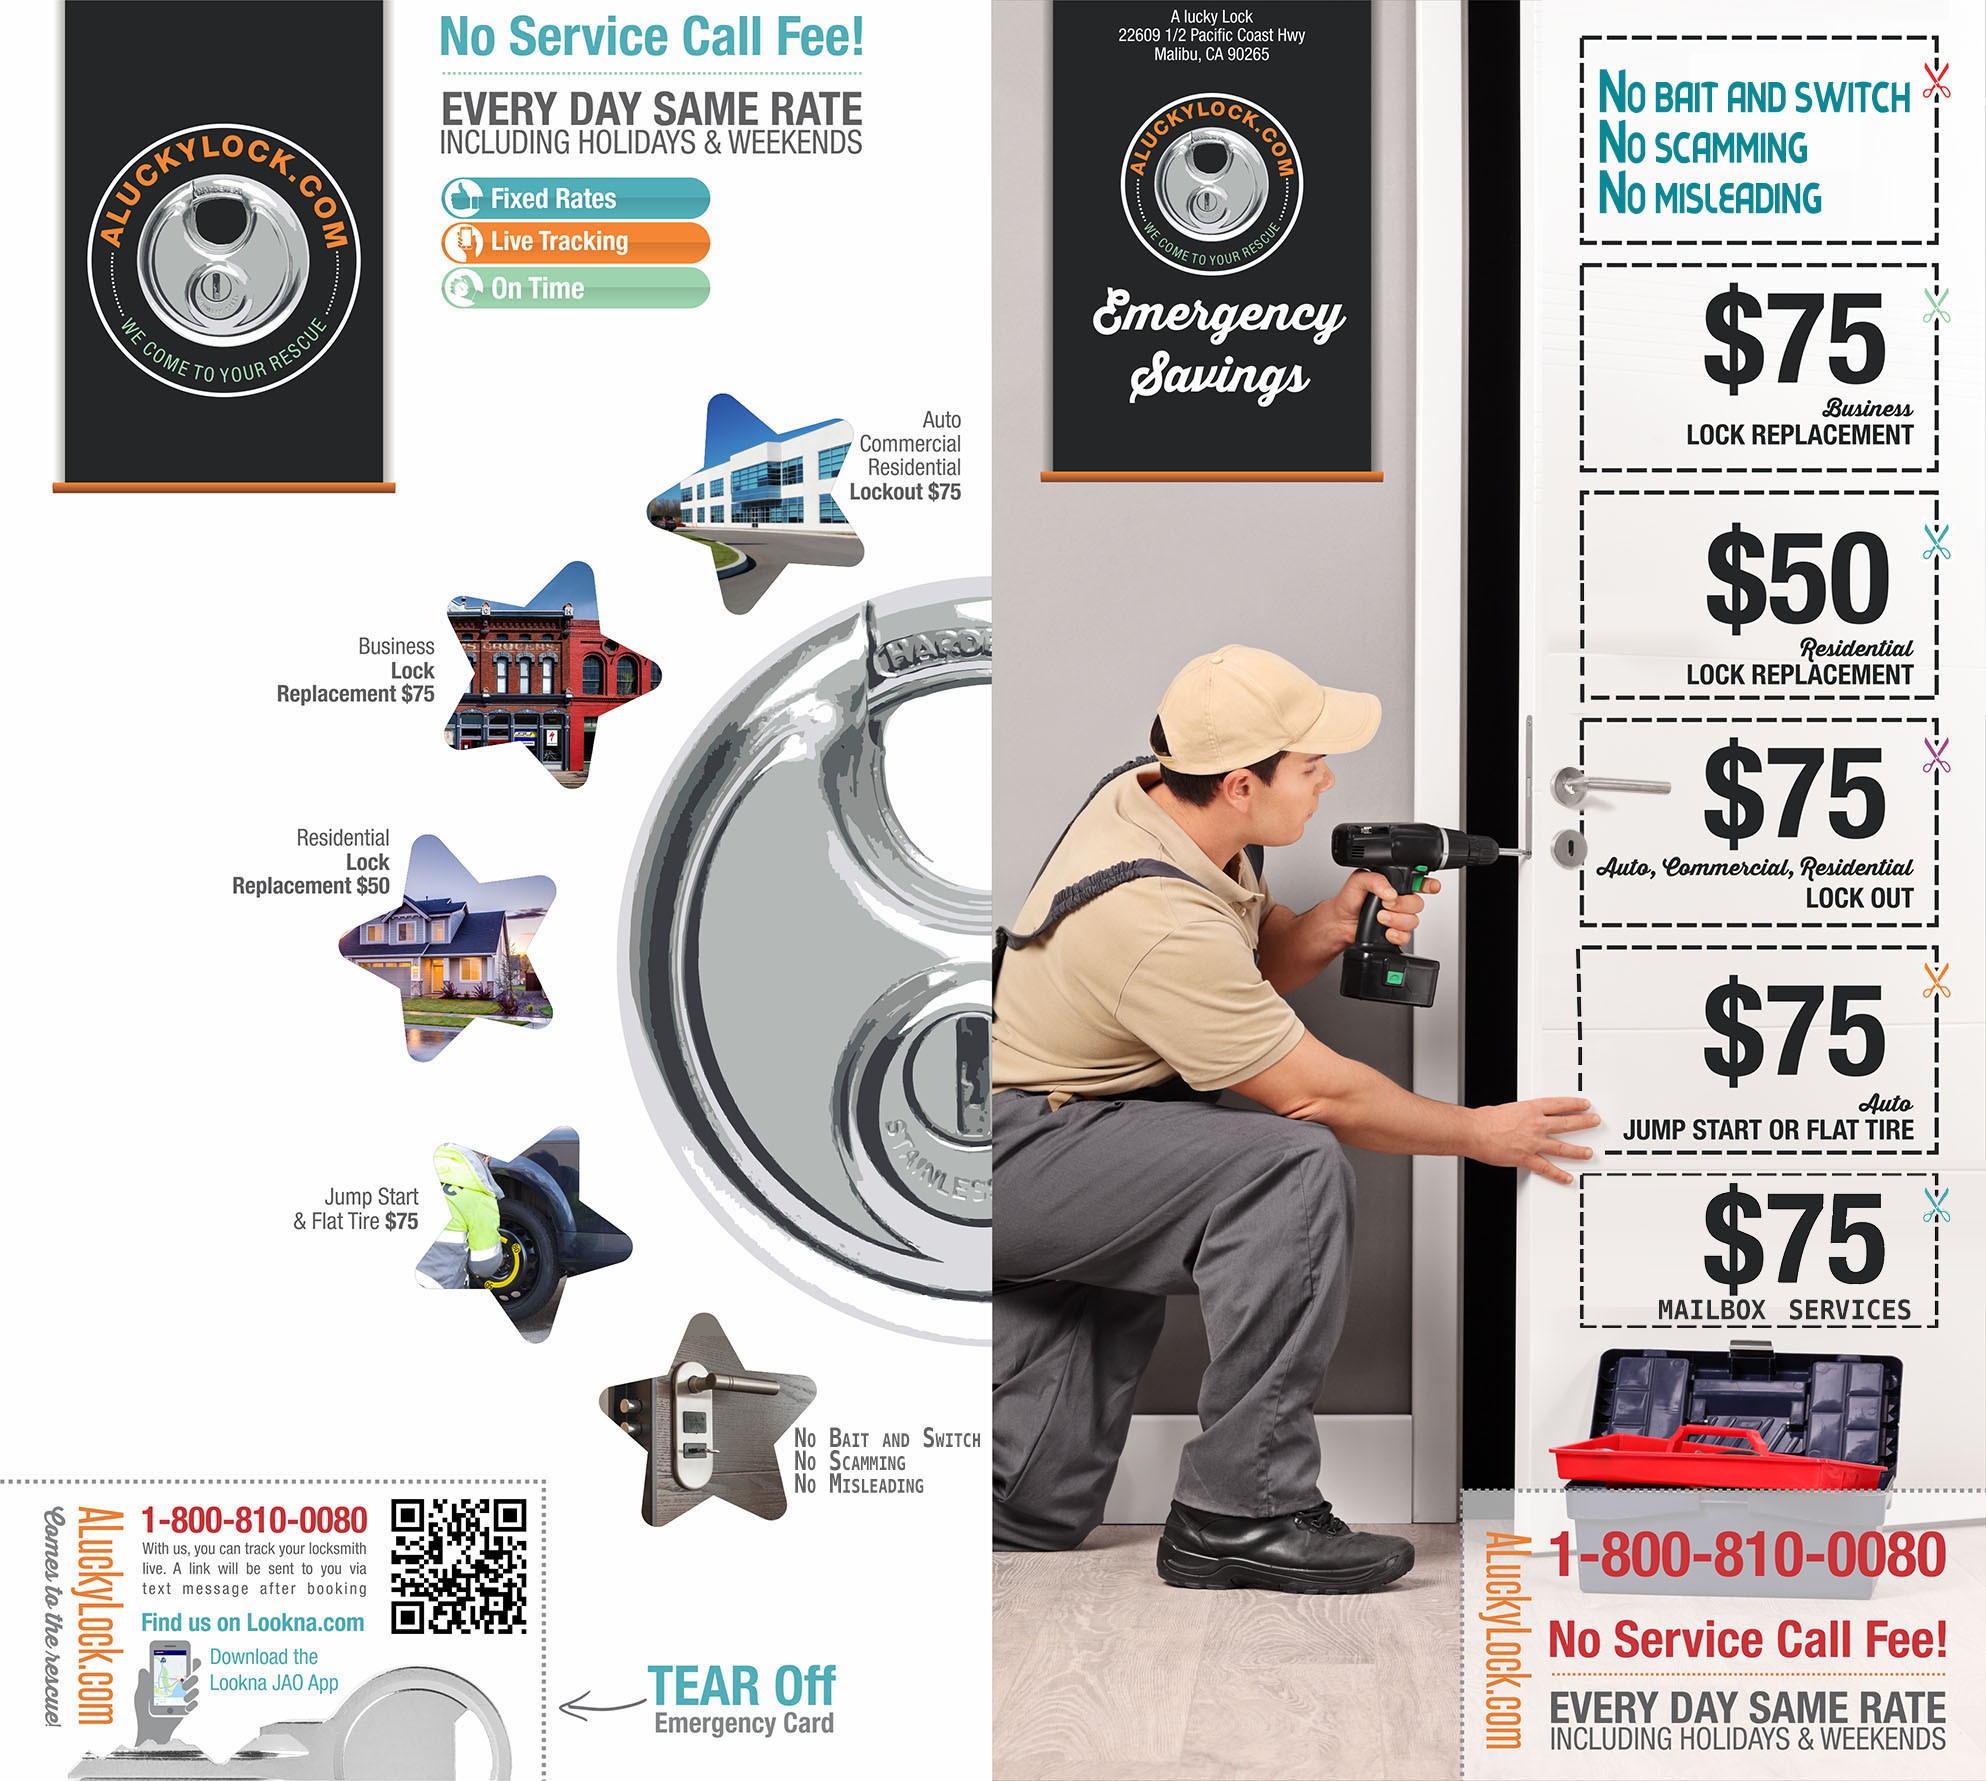 ALUCKYLOCK.COM
WE COME TO YOUR RESCUE
No Service Call Fee!
EVERY DAY SAME RATE
INCLUDING HOLIDAYS & WEEKENDS
Fixed Rates
Live Tracking
On Time
Auto
Commercial
Residential
Lockout $75
Business
Lock
Replacement $75
Residential
Lock
Replacement $50
Jump Start
& Flat Tire $75
No Bait and Switch
No Scamming
No Misleading
HARDE
STAINLES
Comes to the rescue!
ALuckyLock.com
1-800-810-0080
With us, you can track your locksmith
live. A link will be sent to you via
text message after booking
Find us on Lookna.com
Download the
Lookna JAO App
TEAR Off
Emergency Card
A lucky Lock
22609 1/2 Pacific Coast Hwy
Malibu, CA 90265
ALUCKYLOCK.COM
WE COME TO YOUR RESCUE
Emergency
Savings
No bait and switch
No scamming
No misleading
$75
Business
LOCK REPLACEMENT
$50
Residential
LOCK REPLACEMENT
$75
Auto, Commercial, Residential
LOCK OUT
$75
Auto
JUMP START OR FLAT TIRE
$75
MAILBOX SERVICES
ALuckyLock.com
1-800-810-0080
No Service Call Fee!
EVERY DAY SAME RATE
INCLUDING HOLIDAYS & WEEKENDS